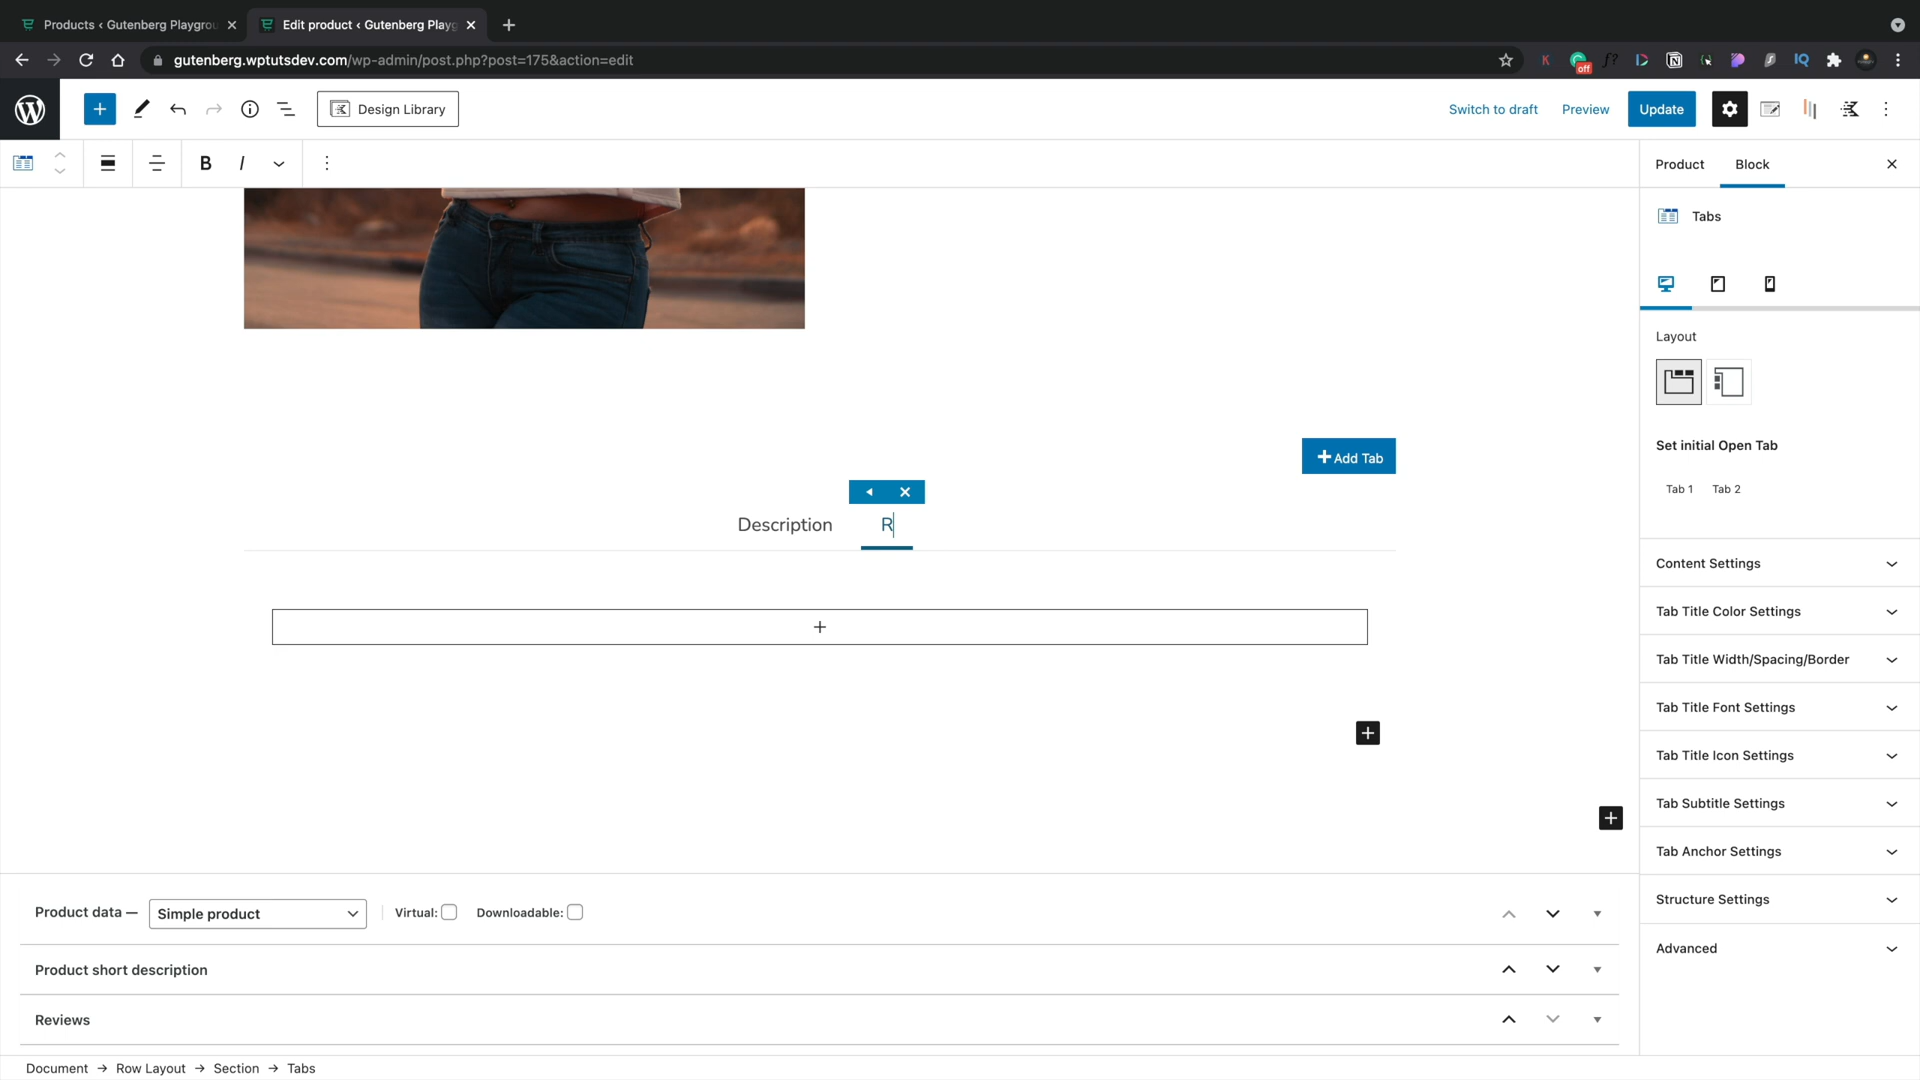 Products ‹ Gutenberg Playgrou
Edit product ‹ Gutenberg Playg
gutenberg.wptutsdev.com/wp-admin/post.php?post=175&action=edit
off
Design Library
Switch to draft
Preview
Update
B
I
Product
Block
Tabs
Layout
Set initial Open Tab
Tab 1
Tab 2
Add Tab
Description
R
Content Settings
Tab Title Color Settings
Tab Title Width/Spacing/Border
Tab Title Font Settings
Tab Title Icon Settings
Tab Subtitle Settings
Tab Anchor Settings
Structure Settings
Advanced
Product data —
Simple product
Virtual:
Downloadable:
Product short description
Reviews
Document → Row Layout → Section → Tabs